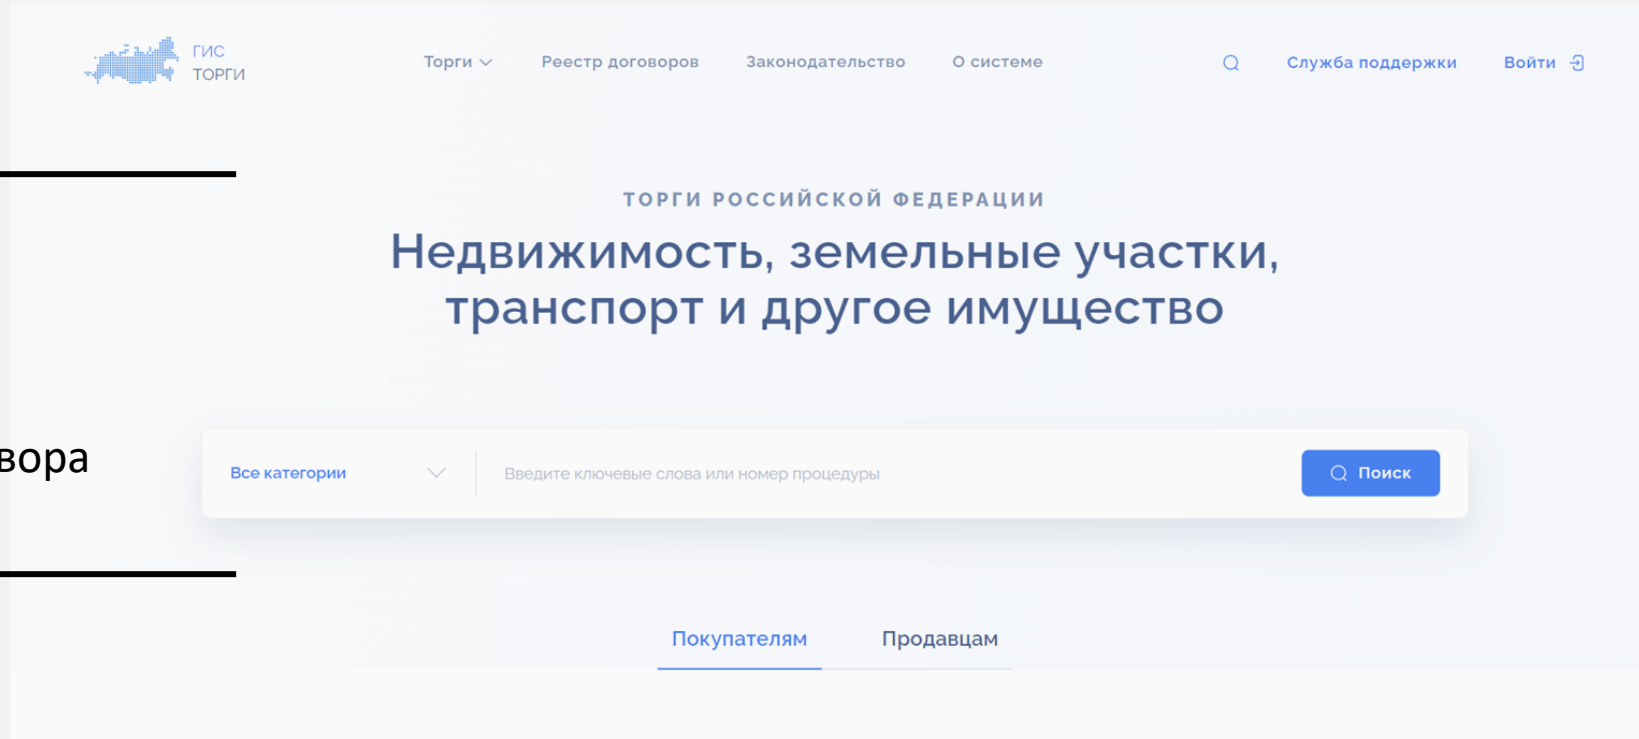 ГИС
ТОРГИ
Торги
Реестр договоров
Законодательство
О системе
Служба поддержки
Войти
ТОРГИ РОССИЙСКОЙ ФЕДЕРАЦИИ
Недвижимость, земельные участки,
транспорт и другое имущество
вора
Все категории
Введите ключевые слова или номер процедуры
Поиск
Покупателям
Продавцам